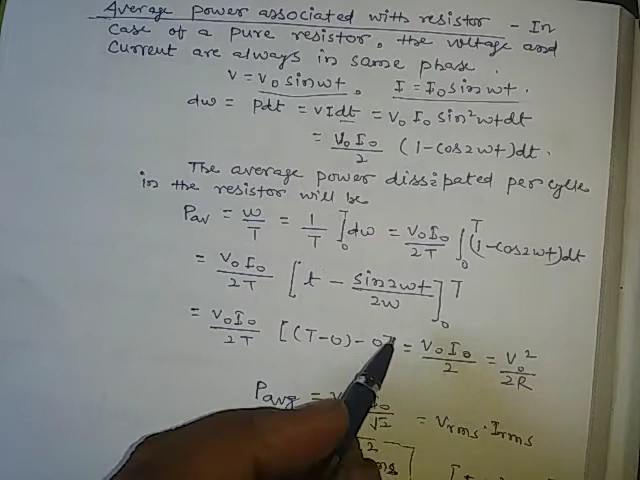 Average power associated with resistor - In
case of a pure resistor, the voltage and
current are always in same phase.
V = V₀ sinωt, I = I₀ sinωt.
dw = Pdt = VIdt = V₀ I₀ sin²ωtdt
= V₀I₀/2 (1-cos2ωt)dt.
The average power dissipated per cycle
in the resistor will be
Pav = w/T = 1/T ∫₀ᵀ dw = V₀I₀/2T ∫₀ᵀ (1-cos2ωt)dt
= V₀I₀/2T [t - sin2ωt/2ω]₀ᵀ
= V₀I₀/2T [(T-0)-0] = V₀I₀/2 = V₀²/2R
Pavg = √2 = Vrms · Irms